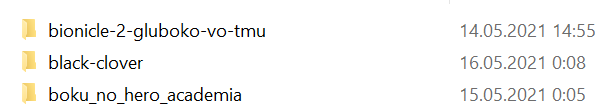 bionicle-2-gluboko-vo-tmu 14.05.2021 14:55
black-clover 16.05.2021 0:08
boku_no_hero_academia 15.05.2021 0:05